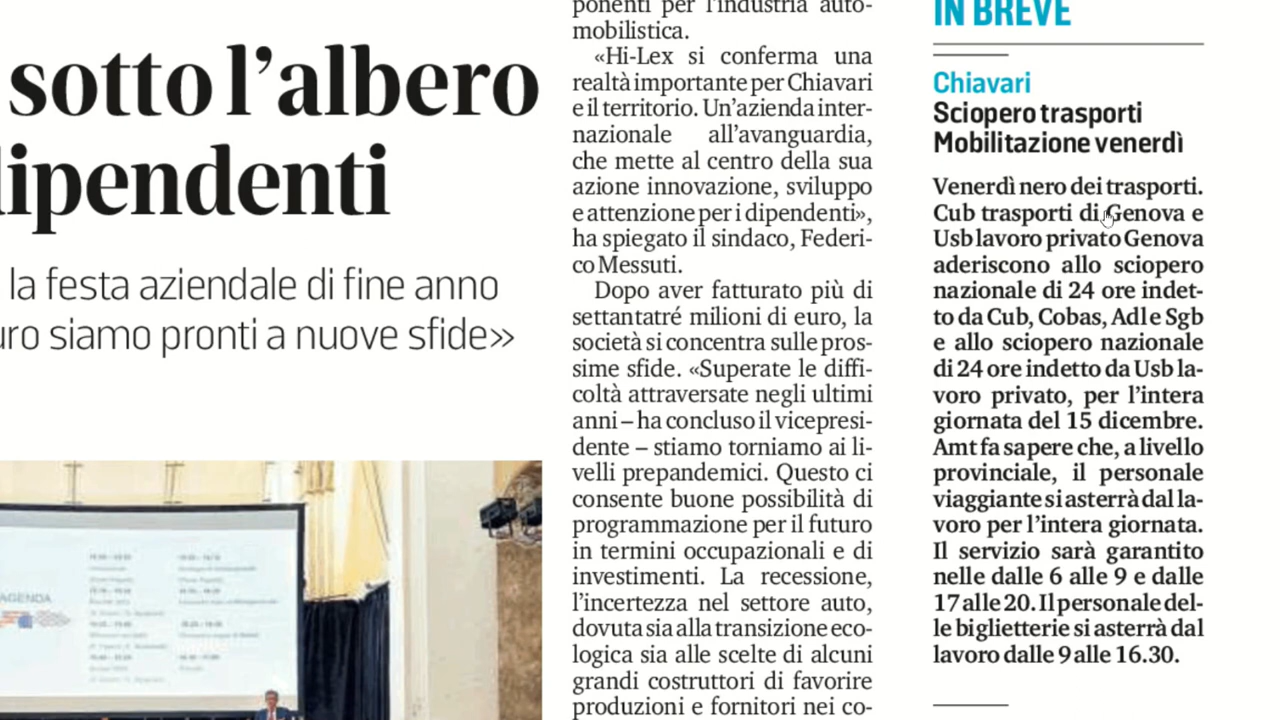 sotto l’albero
dipendenti
la festa aziendale di fine anno
uro siamo pronti a nuove sfide»
AGENDA
ponenti per l’industria auto-
mobilistica.
«Hi-Lex si conferma una
realtà importante per Chiavari
e il territorio. Un’azienda inter-
nazionale all’avanguardia,
che mette al centro della sua
azione innovazione, sviluppo
e attenzione per i dipendenti»,
ha spiegato il sindaco, Federi-
co Messuti.
Dopo aver fatturato più di
settantatré milioni di euro, la
società si concentra sulle pros-
sime sfide. «Superate le diffi-
coltà attraversate negli ultimi
anni – ha concluso il vicepresi-
dente – stiamo torniamo ai li-
velli prepandemici. Questo ci
consente buone possibilità di
programmazione per il futuro
in termini occupazionali e di
investimenti. La recessione,
l’incertezza nel settore auto,
dovuta sia alla transizione eco-
logica sia alle scelte di alcuni
grandi costruttori di favorire
produzioni e fornitori nei co-
IN BREVE
Chiavari
Sciopero trasporti
Mobilitazione venerdì
Venerdì nero dei trasporti.
Cub trasporti di Genova e
Usb lavoro privato Genova
aderiscono allo sciopero
nazionale di 24 ore indet-
to da Cub, Cobas, Adl e Sgb
e allo sciopero nazionale
di 24 ore indetto da Usb la-
voro privato, per l’intera
giornata del 15 dicembre.
Amt fa sapere che, a livello
provinciale, il personale
viaggiante si asterrà dal la-
voro per l’intera giornata.
Il servizio sarà garantito
nelle dalle 6 alle 9 e dalle
17 alle 20. Il personale del-
le biglietterie si asterrà dal
lavoro dalle 9 alle 16.30.